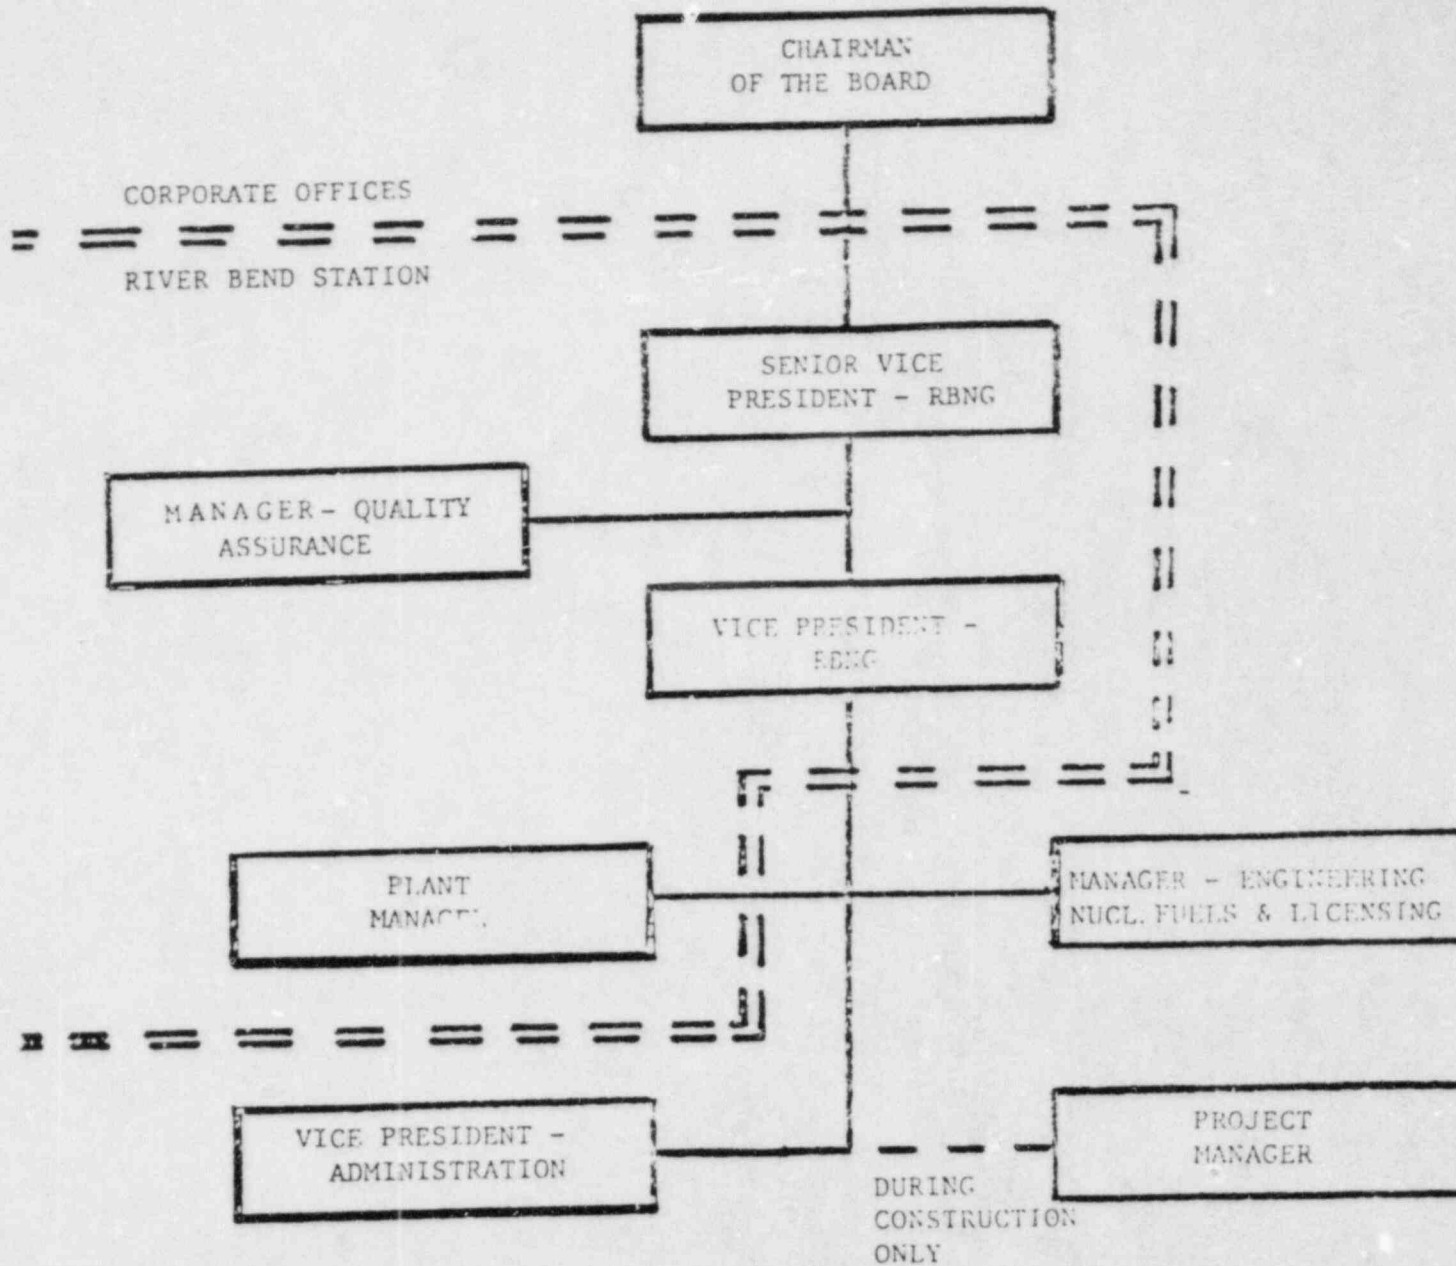 CHAIRMAN
OF THE BOARD
CORPORATE OFFICES
RIVER BEND STATION
SENIOR VICE
PRESIDENT - RBNG
MANAGER - QUALITY
ASSURANCE
VICE PRESIDENT -
RBNG
PLANT
MANAGER - ENGINEERING
NUCL. FUELS & LICENSING
VICE PRESIDENT -
ADMINISTRATION
PROJECT
MANAGER
DURING
CONSTRUCTION
ONLY